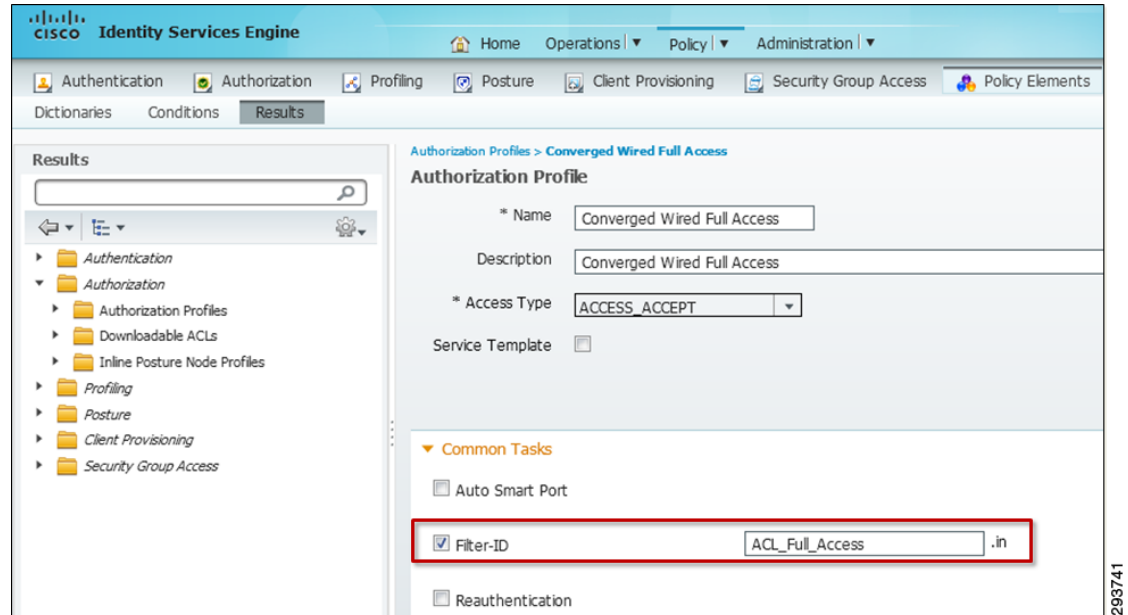 cisco Identity Services Engine
Home Operations Policy Administration
Authentication Authorization Profiling Posture Client Provisioning Security Group Access Policy Elements
Dictionaries Conditions Results
Results
Authentication
Authorization
Authorization Profiles
Downloadable ACLs
Inline Posture Node Profiles
Profiling
Posture
Client Provisioning
Security Group Access
Authorization Profiles > Converged Wired Full Access
Authorization Profile
* Name Converged Wired Full Access
Description Converged Wired Full Access
* Access Type ACCESS_ACCEPT
Service Template
Common Tasks
Auto Smart Port
Filter-ID ACL_Full_Access .in
Reauthentication
293741